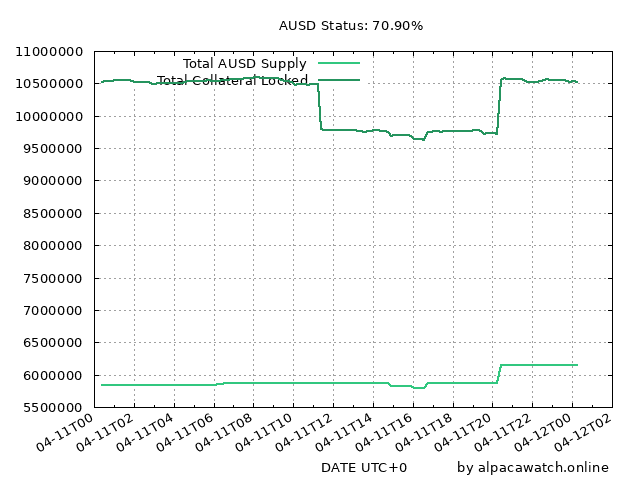 AUSD Status: 70.90%
11000000
Total AUSD Supply
10500000
Total Collateral Locked
10000000
9500000
9000000
8500000
8000000
7500000
7000000
6500000
6000000
5500000
04-11T00
04-11T02
04-11T04
04-11T06
04-11T08
04-11T10
04-11T12
04-11T14
04-11T16
04-11T18
04-11T20
04-11T22
04-12T00
04-12T02
DATE UTC+0
by alpacawatch.online